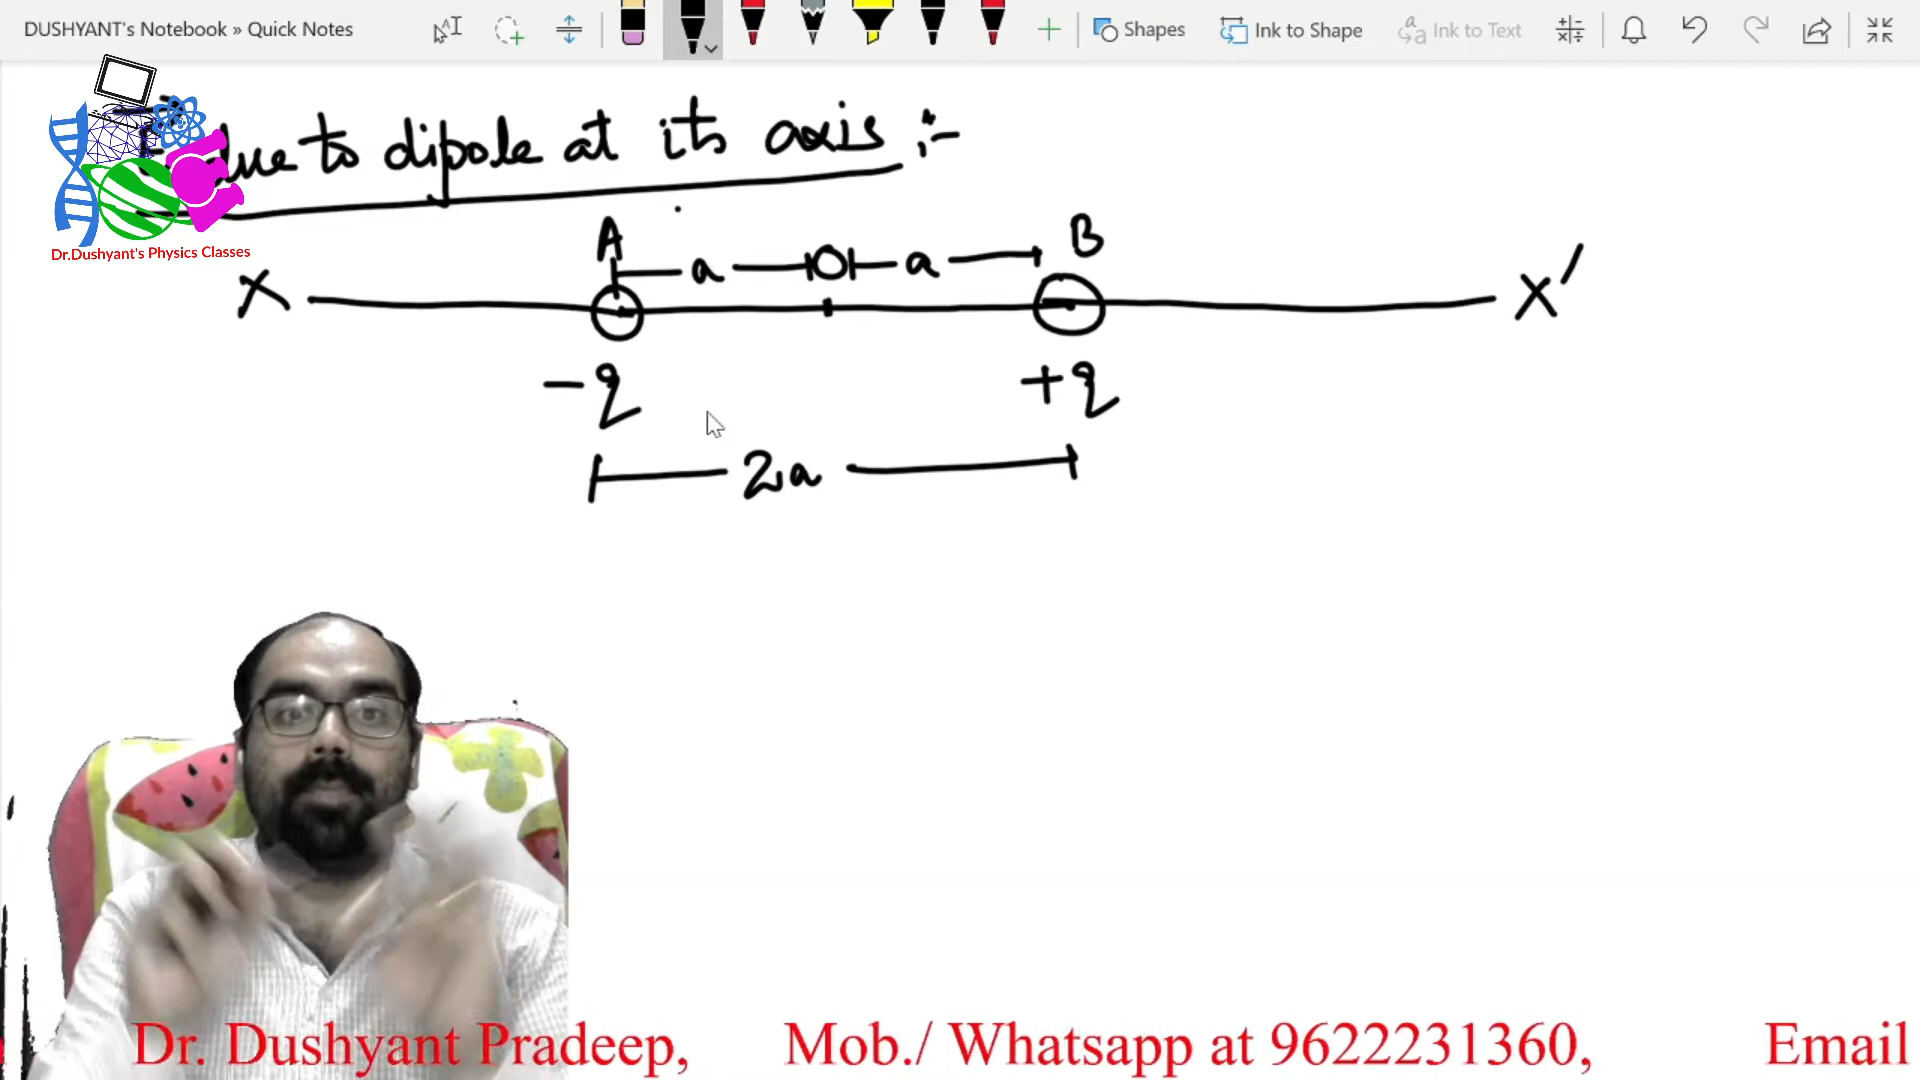 DUSHYANT's Notebook » Quick Notes
Shapes
Ink to Shape
Ink to Text
due to dipole at its axis :-
Dr.Dushyant's Physics Classes
A B
a O a
X X′
-q +q
2a
Dr. Dushyant Pradeep, Mob./ Whatsapp at 9622231360, Email